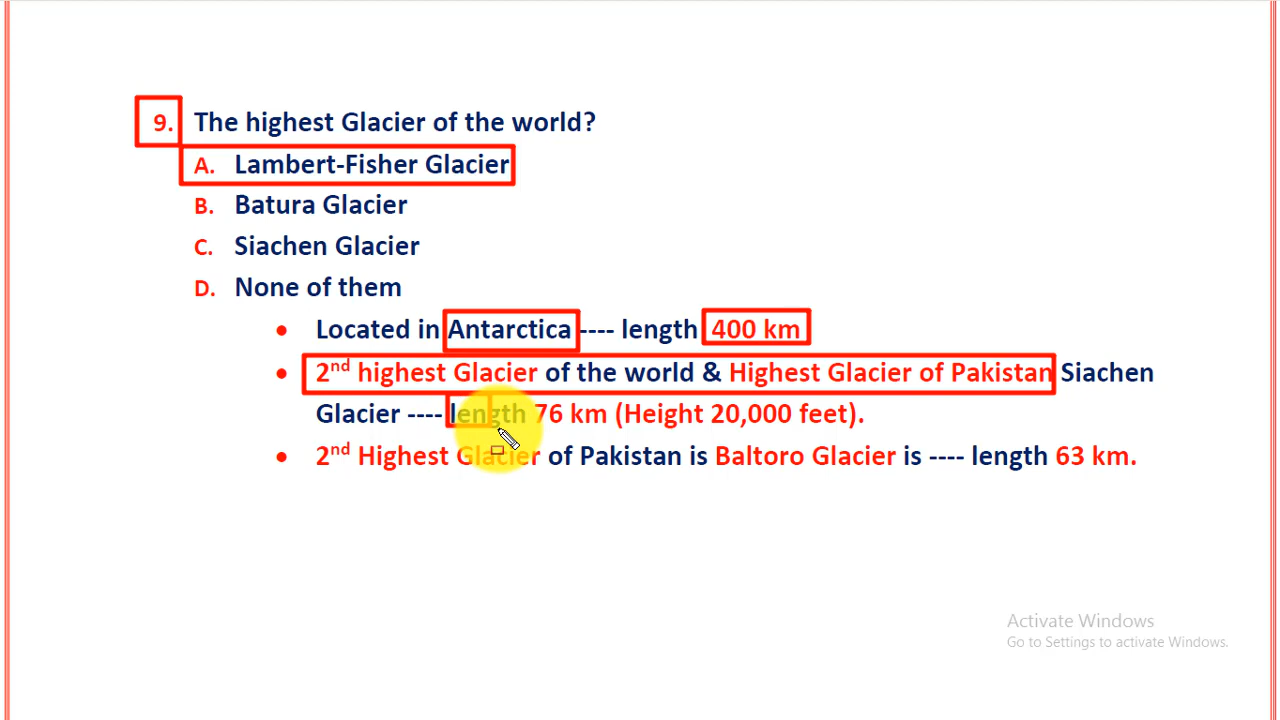 9. The highest Glacier of the world?
A. Lambert-Fisher Glacier
B. Batura Glacier
C. Siachen Glacier
D. None of them
• Located in Antarctica ---- length 400 km
• 2nd highest Glacier of the world & Highest Glacier of Pakistan Siachen
Glacier ---- length 76 km (Height 20,000 feet).
• 2nd Highest Glacier of Pakistan is Baltoro Glacier is ---- length 63 km.
Activate Windows
Go to Settings to activate Windows.